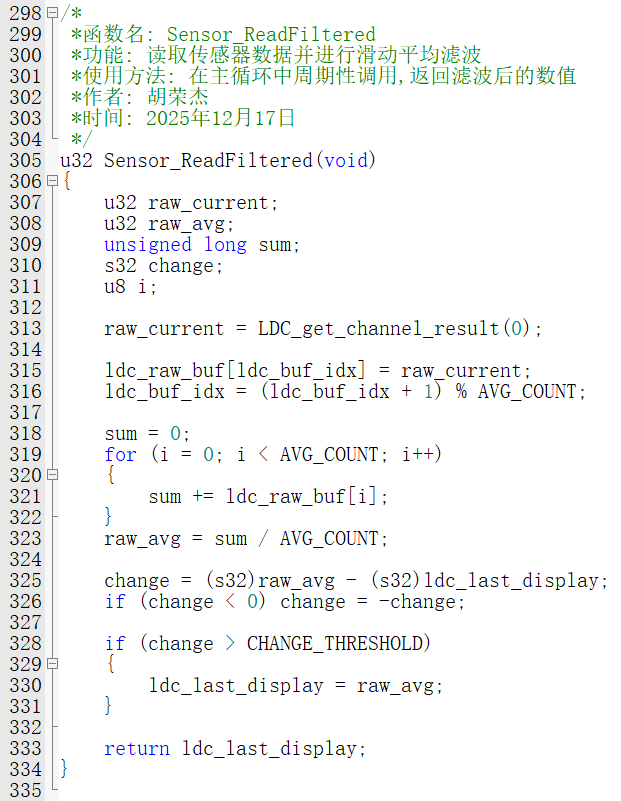 298 /*
299  *函数名: Sensor_ReadFiltered
300  *功能: 读取传感器数据并进行滑动平均滤波
301  *使用方法: 在主循环中周期性调用,返回滤波后的数值
302  *作者: 胡荣杰
303  *时间: 2025年12月17日
304  */
305 u32 Sensor_ReadFiltered(void)
306 {
307     u32 raw_current;
308     u32 raw_avg;
309     unsigned long sum;
310     s32 change;
311     u8 i;
312
313     raw_current = LDC_get_channel_result(0);
314
315     ldc_raw_buf[ldc_buf_idx] = raw_current;
316     ldc_buf_idx = (ldc_buf_idx + 1) % AVG_COUNT;
317
318     sum = 0;
319     for (i = 0; i < AVG_COUNT; i++)
320     {
321         sum += ldc_raw_buf[i];
322     }
323     raw_avg = sum / AVG_COUNT;
324
325     change = (s32)raw_avg - (s32)ldc_last_display;
326     if (change < 0) change = -change;
327
328     if (change > CHANGE_THRESHOLD)
329     {
330         ldc_last_display = raw_avg;
331     }
332
333     return ldc_last_display;
334 }
335